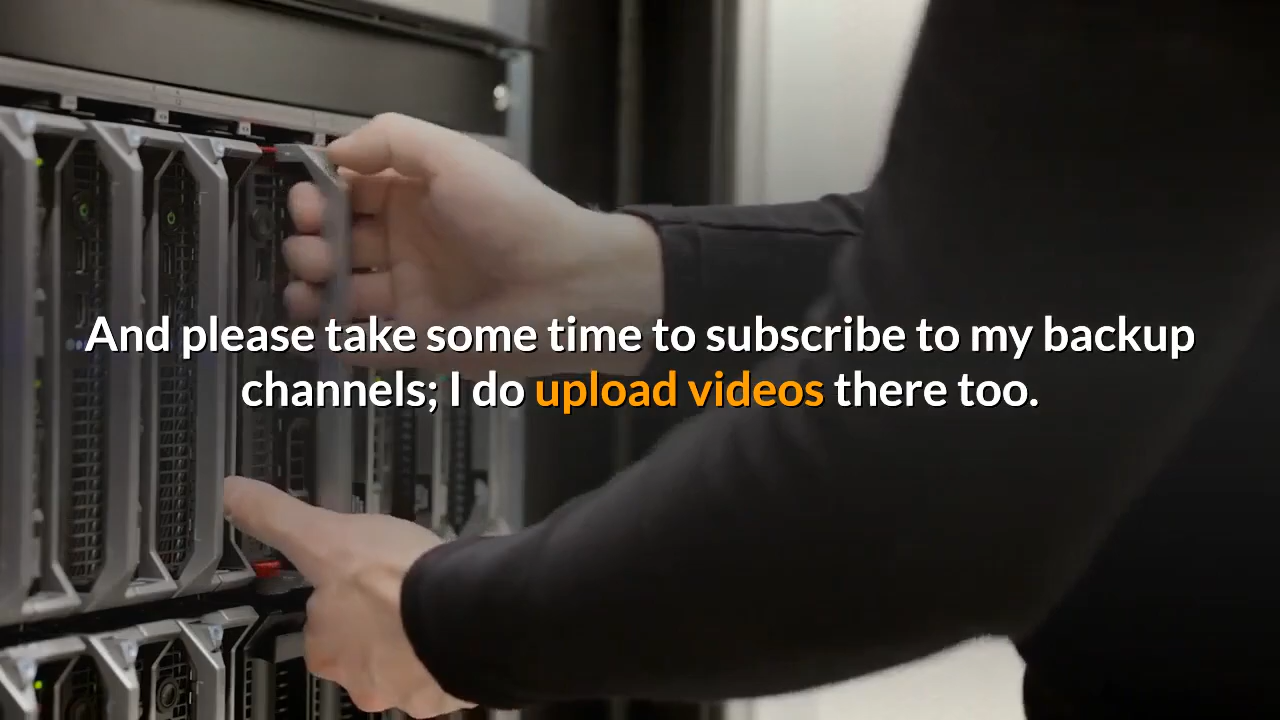 And please take some time to subscribe to my backup
channels; I do upload videos there too.